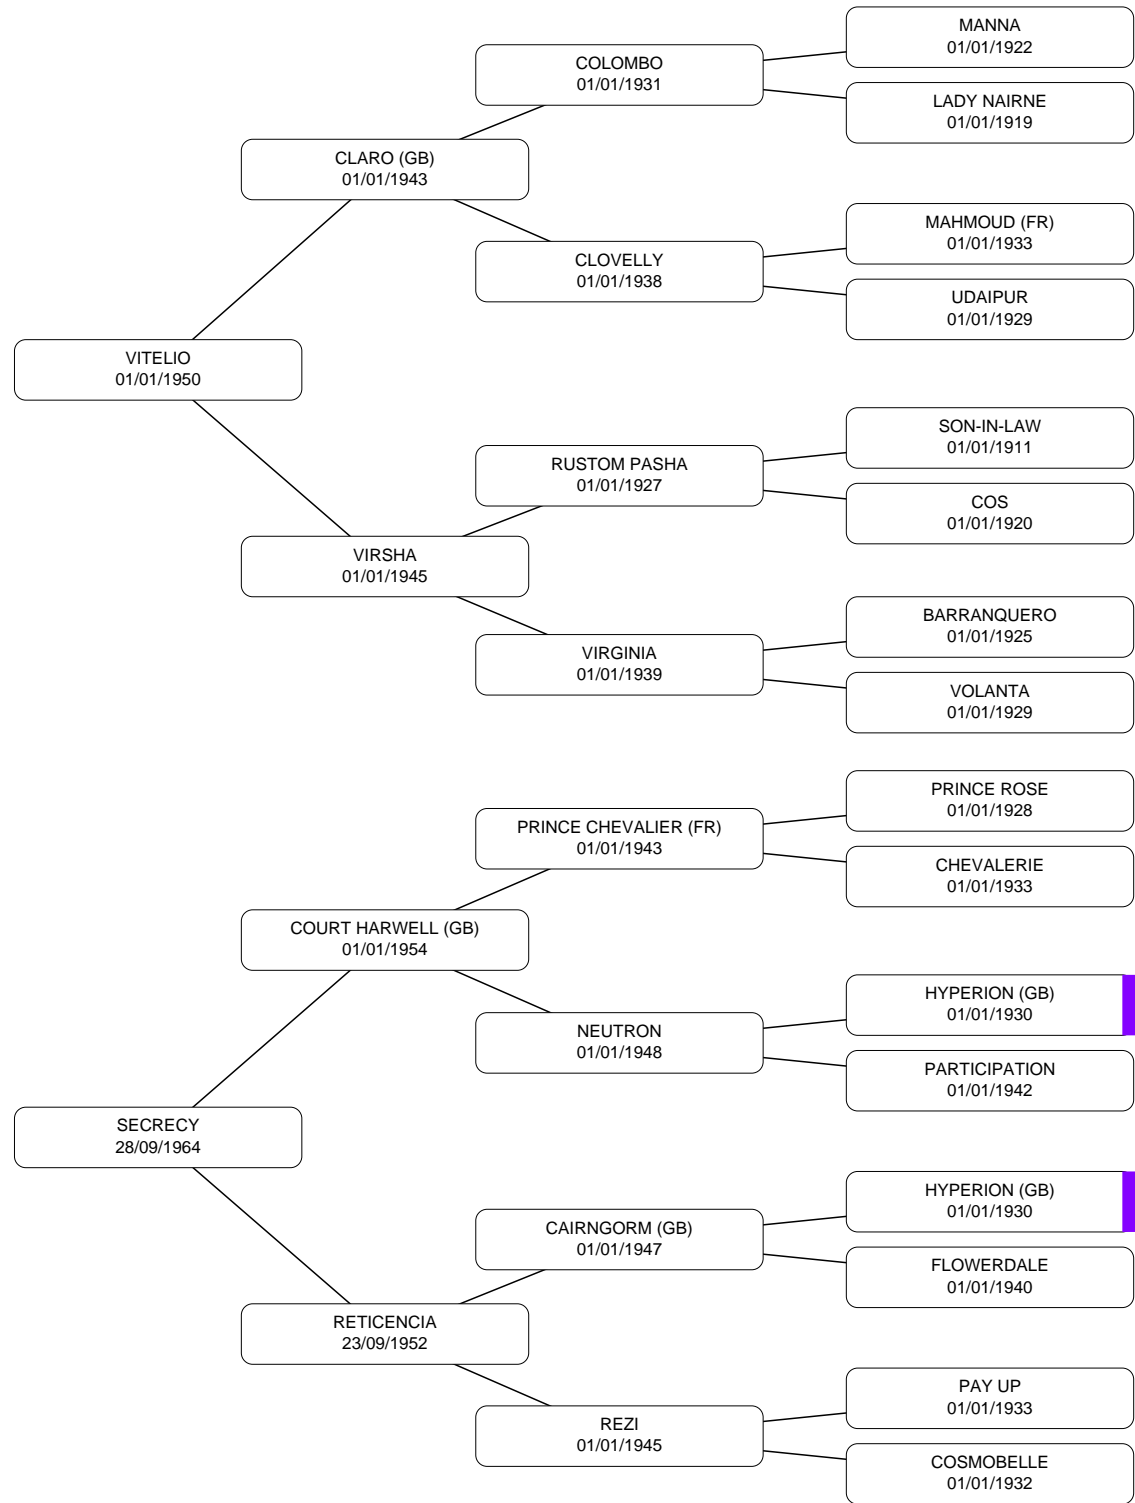 MANNA
01/01/1922
COLOMBO
01/01/1931
LADY NAIRNE
01/01/1919
CLARO (GB)
01/01/1943
MAHMOUD (FR)
01/01/1933
CLOVELLY
01/01/1938
UDAIPUR
01/01/1929
VITELIO
01/01/1950
SON-IN-LAW
01/01/1911
RUSTOM PASHA
01/01/1927
COS
01/01/1920
VIRSHA
01/01/1945
BARRANQUERO
01/01/1925
VIRGINIA
01/01/1939
VOLANTA
01/01/1929
PRINCE ROSE
01/01/1928
PRINCE CHEVALIER (FR)
01/01/1943
CHEVALERIE
01/01/1933
COURT HARWELL (GB)
01/01/1954
HYPERION (GB)
01/01/1930
NEUTRON
01/01/1948
PARTICIPATION
01/01/1942
SECRECY
28/09/1964
HYPERION (GB)
01/01/1930
CAIRNGORM (GB)
01/01/1947
FLOWERDALE
01/01/1940
RETICENCIA
23/09/1952
PAY UP
01/01/1933
REZI
01/01/1945
COSMOBELLE
01/01/1932